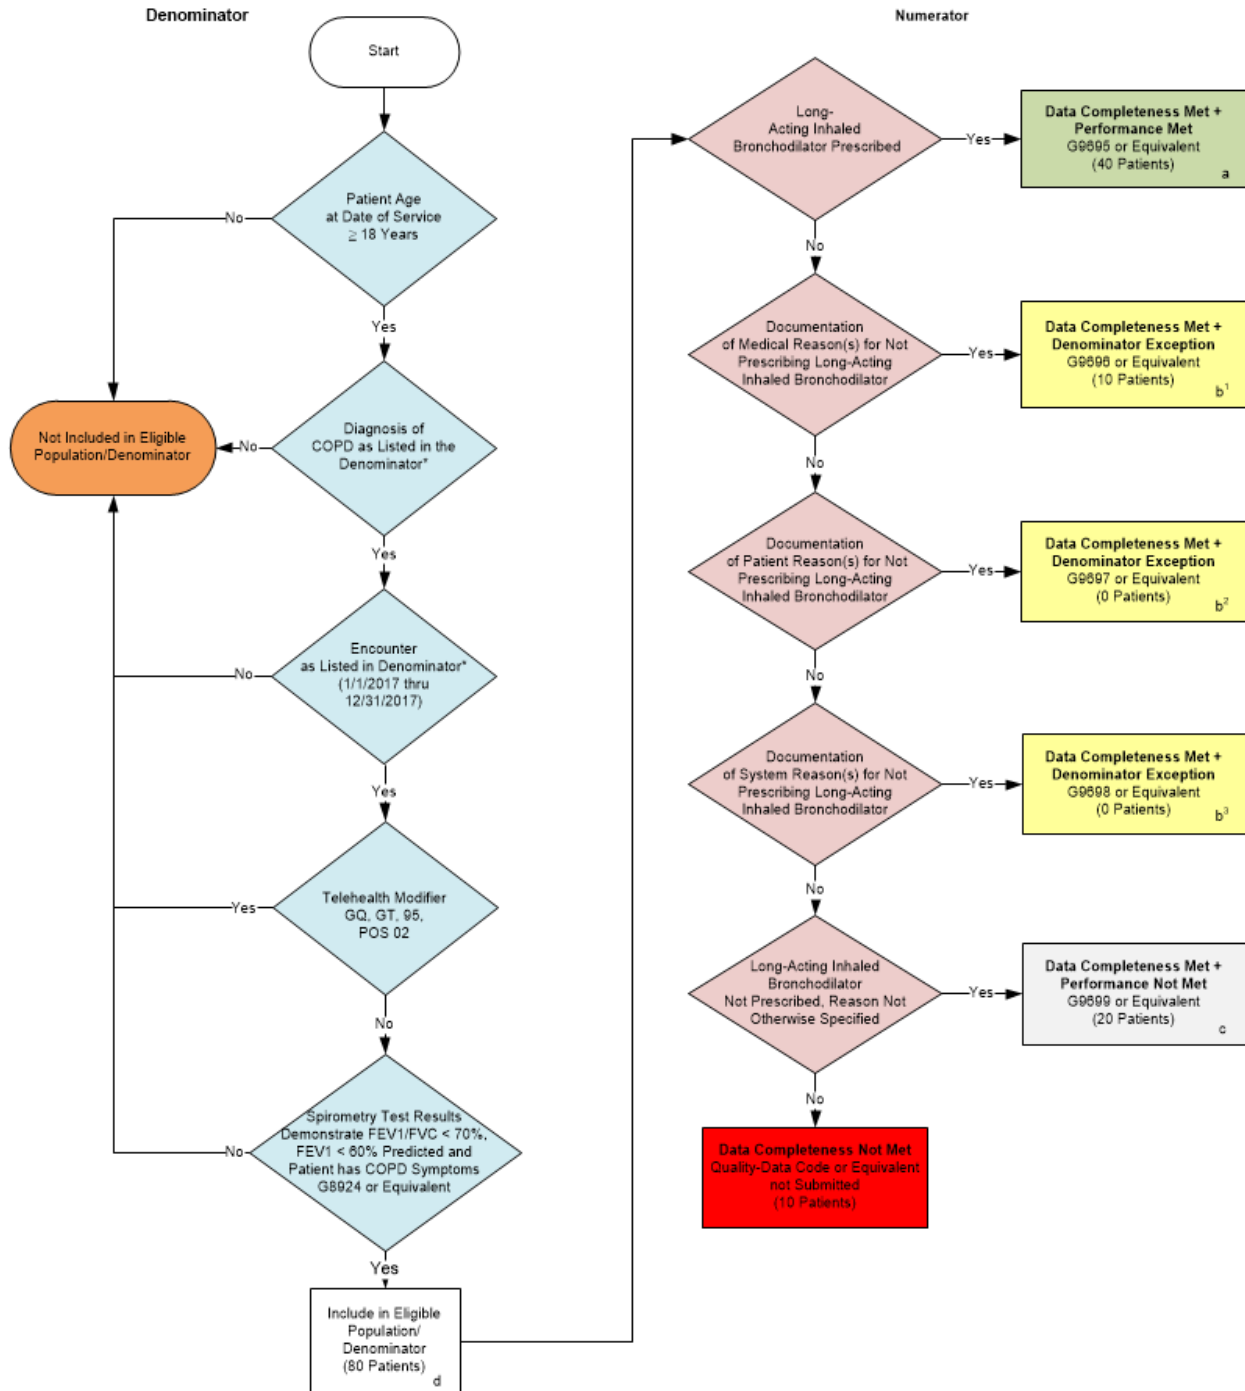 Denominator
Start
Patient Age
at Date of Service
≥ 18 Years
No
Yes
Diagnosis of
COPD as Listed in the
Denominator*
No
Not Included in Eligible
Population/Denominator
Yes
Encounter
as Listed in Denominator*
(1/1/2017 thru
12/31/2017)
No
Yes
Telehealth Modifier
GQ, GT, 95,
POS 02
Yes
No
Spirometry Test Results
Demonstrate FEV1/FVC < 70%,
FEV1 < 60% Predicted and
Patient has COPD Symptoms
G8924 or Equivalent
No
Yes
Include in Eligible
Population/
Denominator
(80 Patients)
d
Numerator
Long-
Acting Inhaled
Bronchodilator Prescribed
Yes
Data Completeness Met +
Performance Met
G9695 or Equivalent
(40 Patients)
a
No
Documentation
of Medical Reason(s) for Not
Prescribing Long-Acting
Inhaled Bronchodilator
Yes
Data Completeness Met +
Denominator Exception
G9696 or Equivalent
(10 Patients)
b¹
No
Documentation
of Patient Reason(s) for Not
Prescribing Long-Acting
Inhaled Bronchodilator
Yes
Data Completeness Met +
Denominator Exception
G9697 or Equivalent
(0 Patients)
b²
No
Documentation
of System Reason(s) for Not
Prescribing Long-Acting
Inhaled Bronchodilator
Yes
Data Completeness Met +
Denominator Exception
G9698 or Equivalent
(0 Patients)
b³
No
Long-Acting Inhaled
Bronchodilator
Not Prescribed, Reason Not
Otherwise Specified
Yes
Data Completeness Met +
Performance Not Met
G9699 or Equivalent
(20 Patients)
c
No
Data Completeness Not Met
Quality-Data Code or Equivalent
not Submitted
(10 Patients)